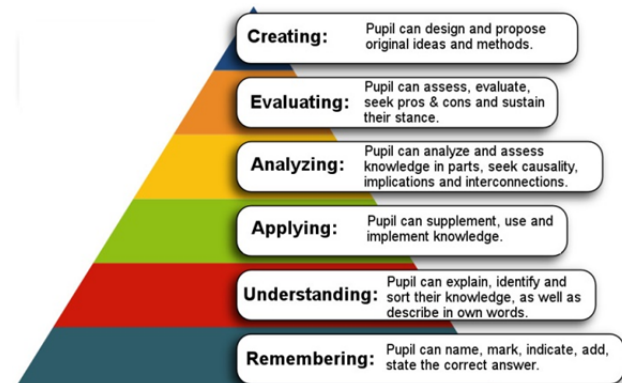 Creating: Pupil can design and propose
original ideas and methods.
Evaluating: Pupil can assess, evaluate,
seek pros & cons and sustain
their stance.
Analyzing: Pupil can analyze and assess
knowledge in parts, seek causality,
implications and interconnections.
Applying: Pupil can supplement, use and
implement knowledge.
Understanding: Pupil can explain, identify and
sort their knowledge, as well as
describe in own words.
Remembering: Pupil can name, mark, indicate, add,
state the correct answer.